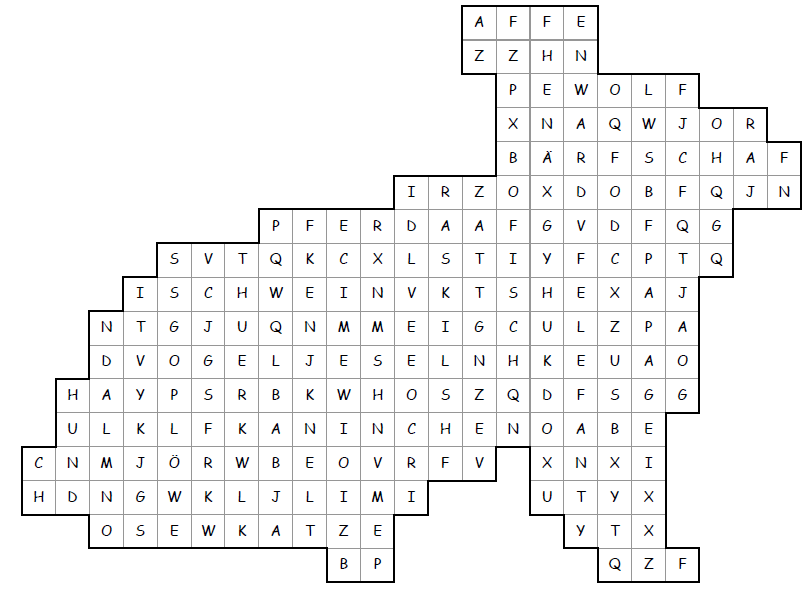 A F F E
Z Z H N
P E W O L F
X N A Q W J O R
B Ä R F S C H A F
I R Z O X D O B F Q J N
P F E R D A A F G V D F Q G
S V T Q K C X L S T I Y F C P T Q
I S C H W E I N V K T S H E X A J
N T G J U Q N M M E I G C U L Z P A
D V O G E L J E S E L N H K E U A O
H A Y P S R B K W H O S Z Q D F S G G
U L K L F K A N I N C H E N O A B E
C N M J Ö R W B E O V R F V X N X I
H D N G W K L J L I M I U T Y X
O S E W K A T Z E Y T X
B P Q Z F